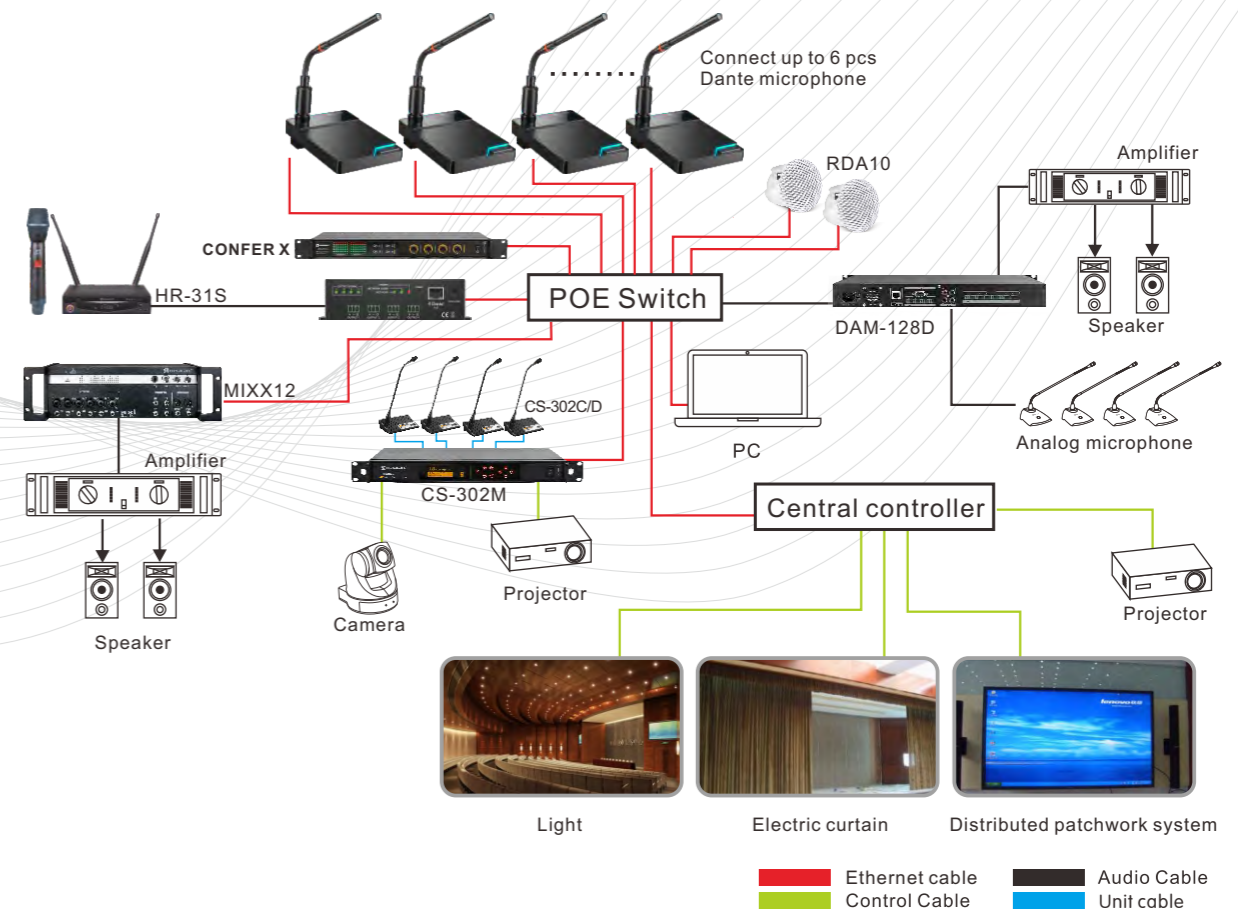 Connect up to 6 pcs
Dante microphone
RDA10
Amplifier
CONFER X
HR-31S
POE Switch
DAM-128D
Speaker
MIXX12
CS-302C/D
PC
Analog microphone
Amplifier
CS-302M
Central controller
Projector
Projector
Camera
Speaker
lenovo
Light
Electric curtain
Distributed patchwork system
Ethernet cable
Audio Cable
Control Cable
Unit cable